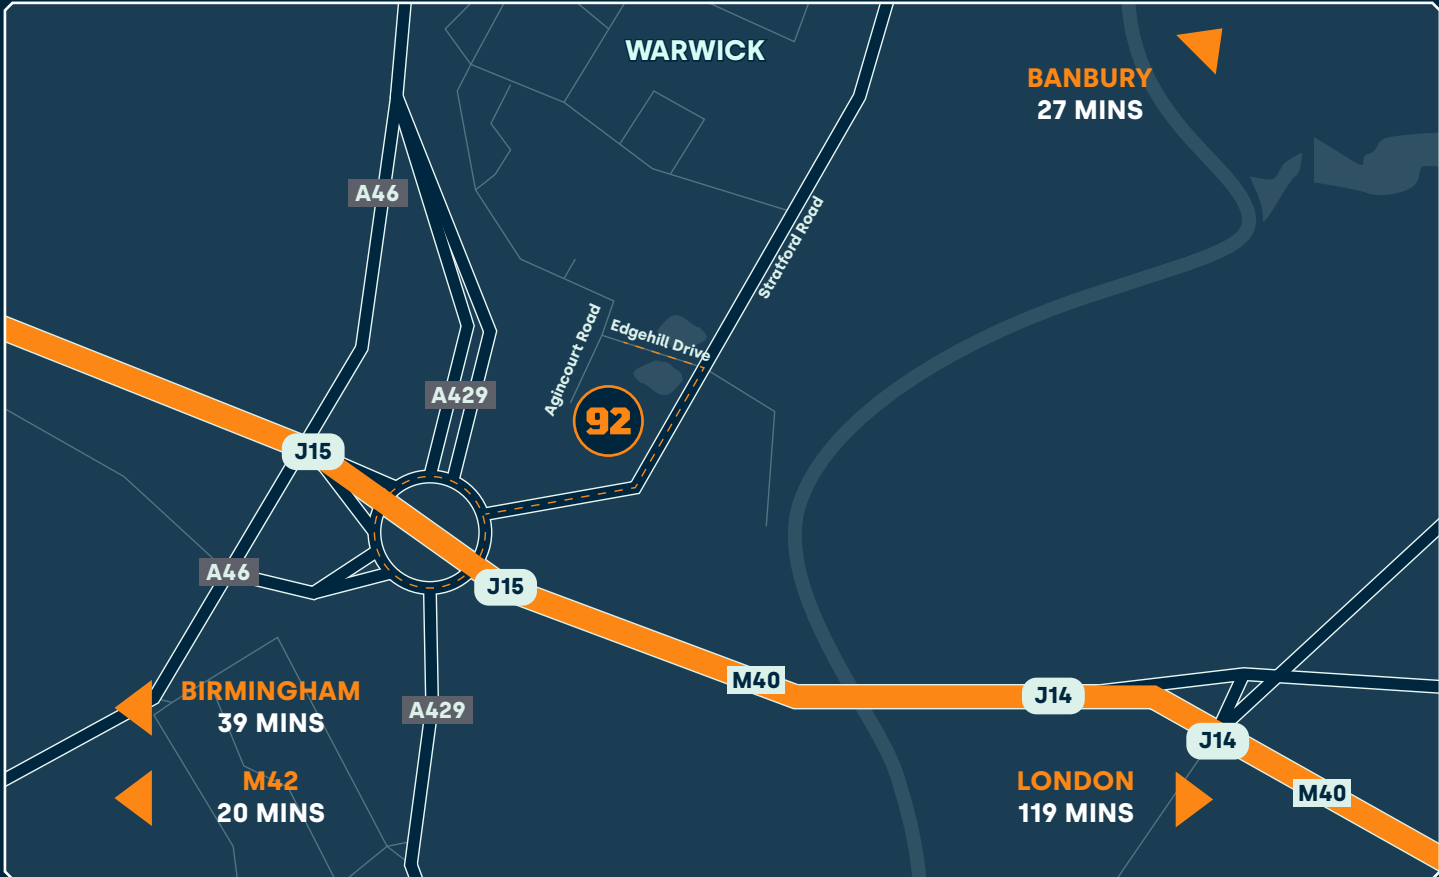 WARWICK
BANBURY
27 MINS
A46
Stratford Road
Agincourt Road
Edgehill Drive
A429
92
J15
A46
J15
M40
J14
BIRMINGHAM
39 MINS
A429
J14
M42
20 MINS
LONDON
119 MINS
M40